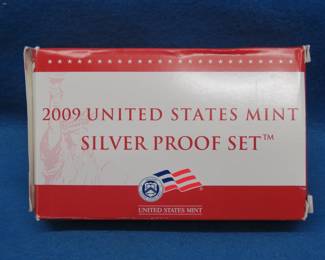 2009 UNITED STATES MINT
SILVER PROOF SET™
UNITED STATES MINT